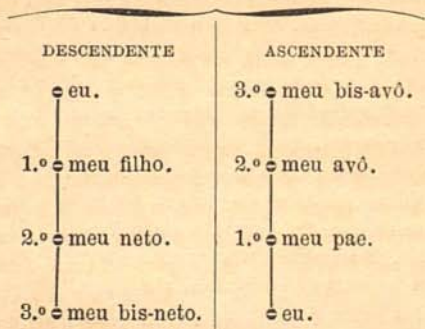 DESCENDENTE
eu.
1.º meu filho.
2.º meu neto.
3.º meu bis-neto.
ASCENDENTE
3.º meu bis-avô.
2.º meu avô.
1.º meu pae.
eu.